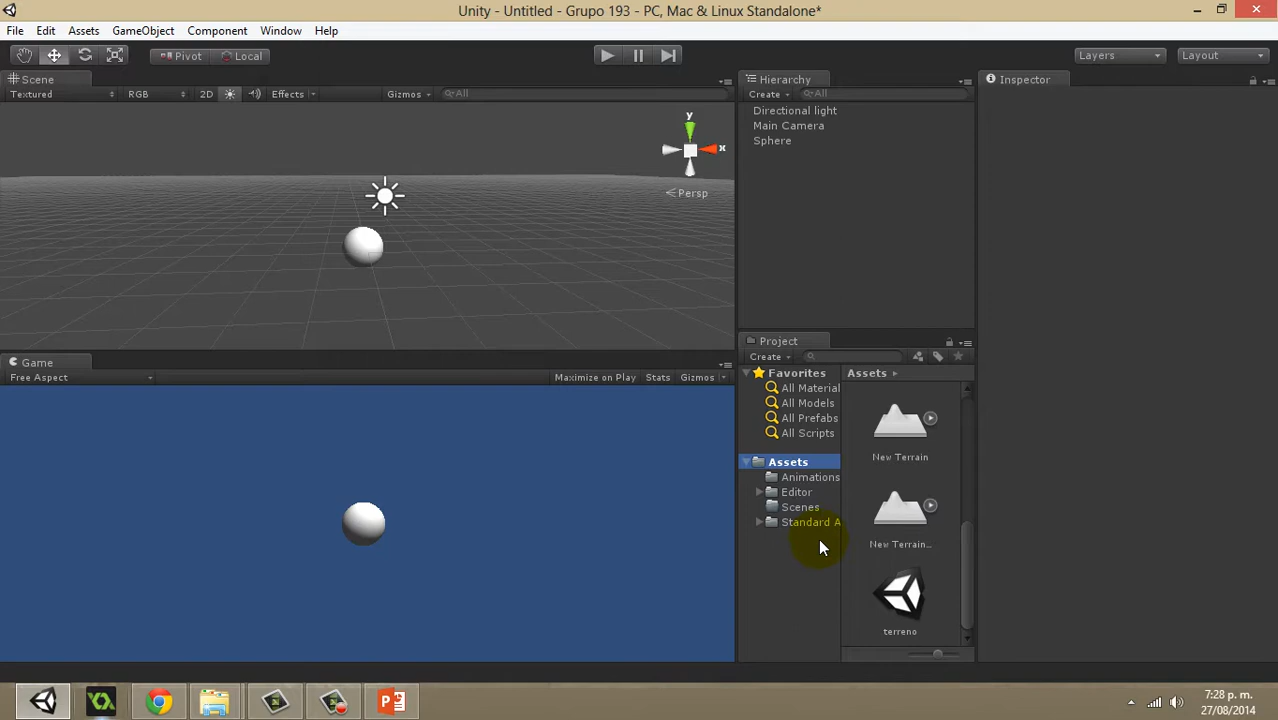 Unity - Untitled - Grupo 193 - PC, Mac & Linux Standalone*
File Edit Assets GameObject Component Window Help
Pivot Local Layers Layout
Scene
Textured RGB 2D Effects Gizmos All
y
x
Persp
Game
Free Aspect Maximize on Play Stats Gizmos
Hierarchy
Create All
Directional light
Main Camera
Sphere
Project
Create
Favorites
All Material
All Models
All Prefabs
All Scripts
Assets
Animations
Editor
Scenes
Standard A
Assets
New Terrain
New Terrain...
terreno
Inspector
7:28 p. m.
27/08/2014